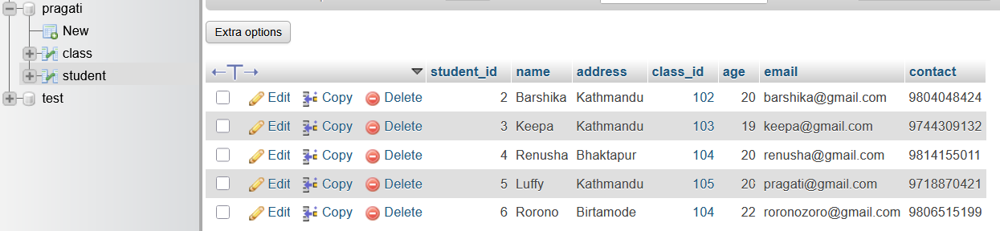 pragati
New
class
student
test
Extra options
student_id name address class_id age email contact
Edit Copy Delete 2 Barshika Kathmandu 102 20 barshika@gmail.com 9804048424
Edit Copy Delete 3 Keepa Kathmandu 103 19 keepa@gmail.com 9744309132
Edit Copy Delete 4 Renusha Bhaktapur 104 20 renusha@gmail.com 9814155011
Edit Copy Delete 5 Luffy Kathmandu 105 20 pragati@gmail.com 9718870421
Edit Copy Delete 6 Rorono Birtamode 104 22 roronozoro@gmail.com 9806515199